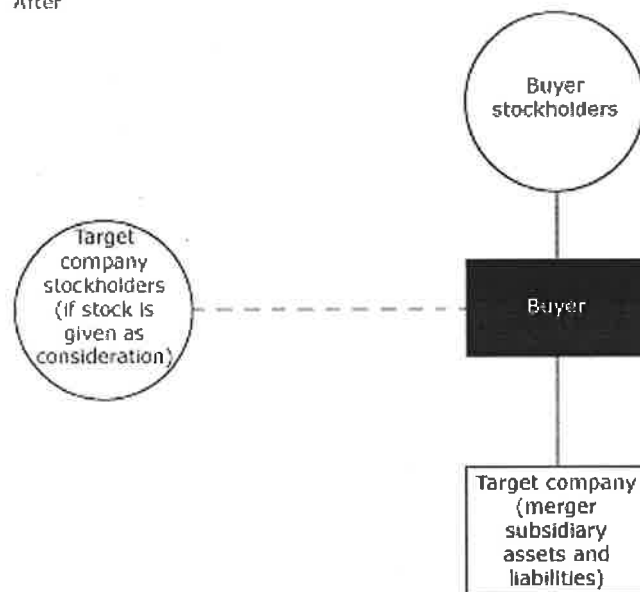 After
Buyer
stockholders
Target
company
stockholders
(if stock is
given as
consideration)
Buyer
Target company
(merger
subsidiary
assets and
liabilities)